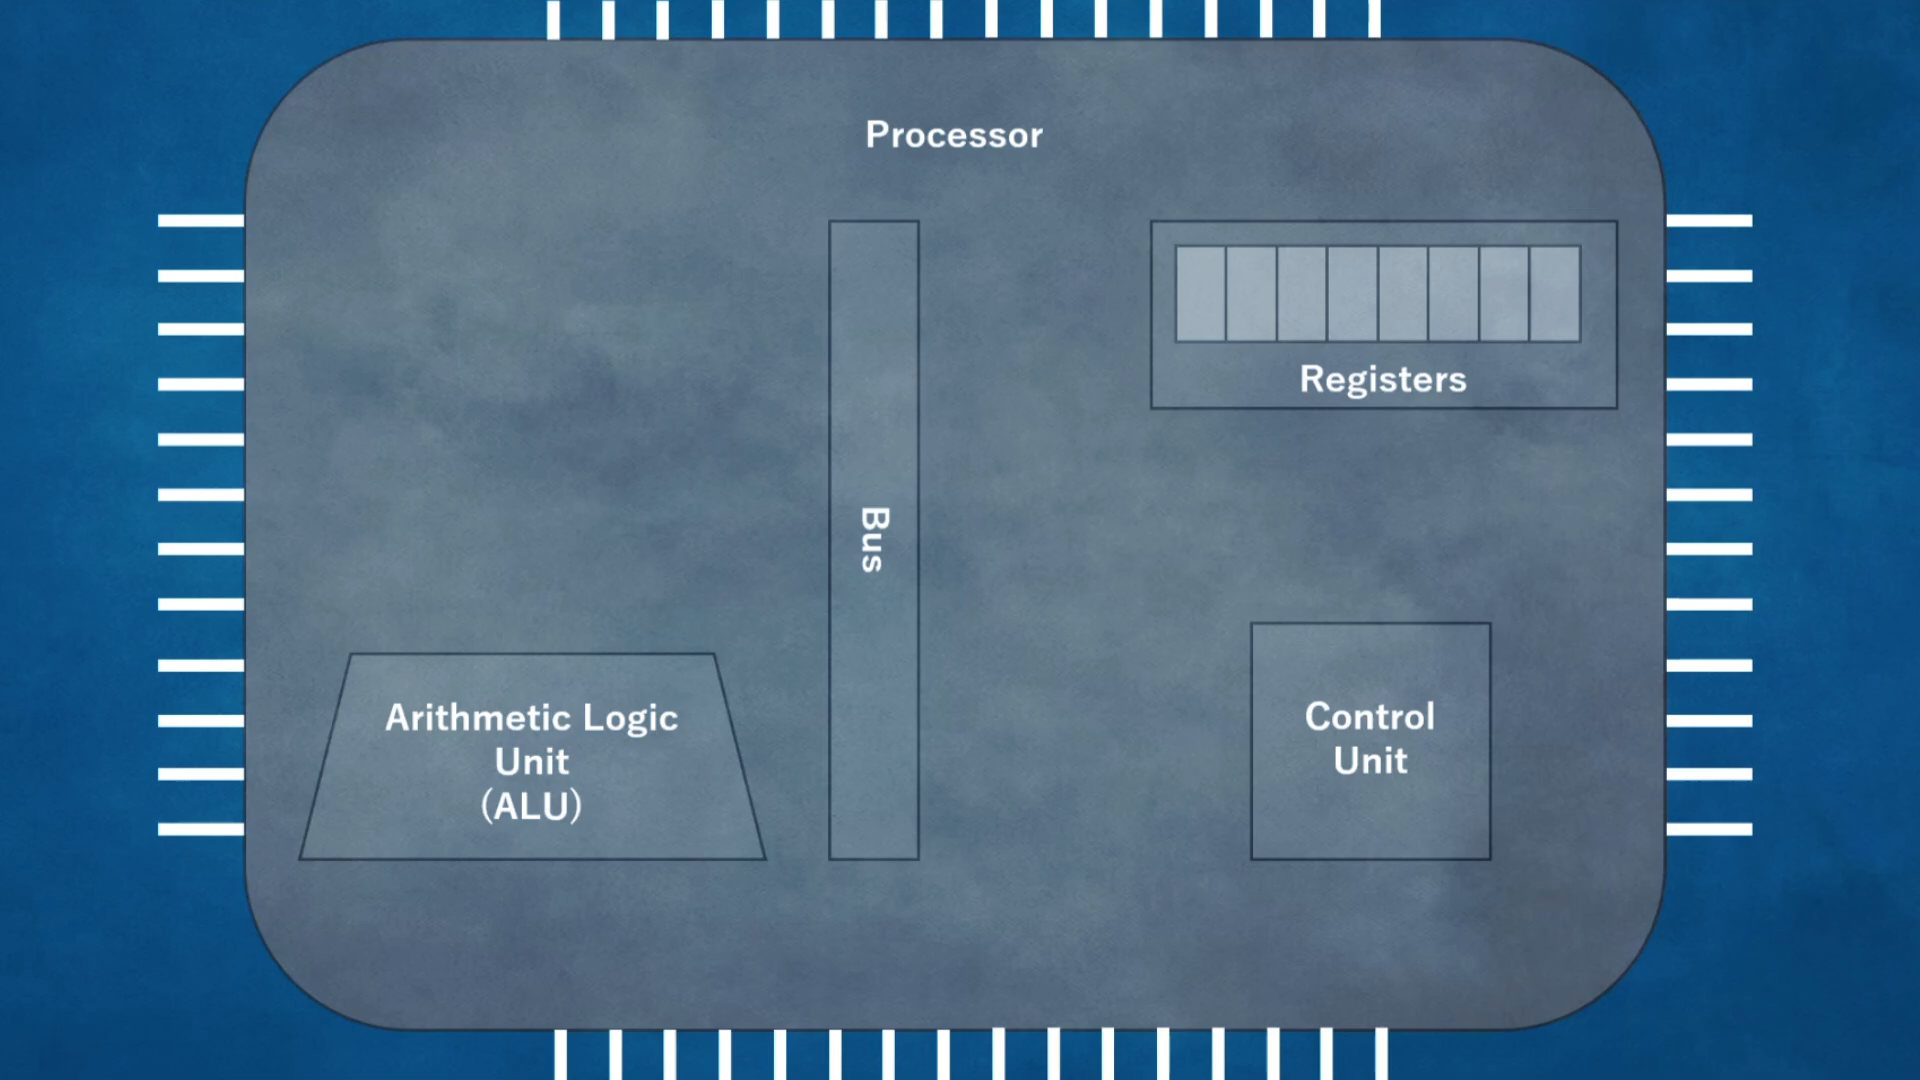 Processor
Registers
Bus
Arithmetic Logic
Unit
(ALU)
Control
Unit